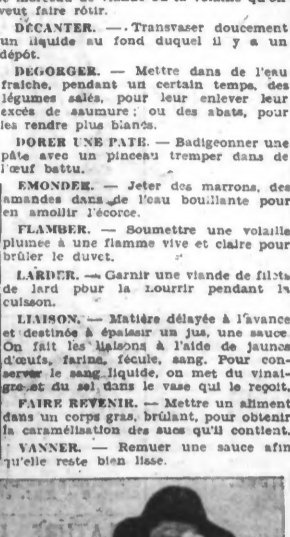 veut faire rôtir.
DÉCANTER. — Transvaser doucement
un liquide au fond duquel il y a un
dépôt.
DEGORGER. — Mettre dans de l'eau
fraîche, pendant un certain temps, des
légumes salés, pour leur enlever leur
excés de saumure ; ou des abats, pour
les rendre plus blancs.
DORER UNE PATE. — Badigeonner une
pâte avec un pinceau tremper dans de
l'œuf battu.
EMONDER. — Jeter des marrons, des
amandes dans de l'eau bouillante pour
en amollir l'écorce.
FLAMBER. — Soumettre une volaille
plumée à une flamme vive et claire pour
brûler le duvet.
LARDER. — Garnir une viande de filets
de lard pour la nourrir pendant la
cuisson.
LIAISON. — Matière délayée à l'avance
et destinée à épaissir un jus, une sauce
On fait les liaisons à l'aide de jaunes
d'œufs, farine, fécule, sang. Pour con-
server le sang liquide, on met du vinai-
gre et du sel dans le vase qui le reçoit.
FAIRE REVENIR. — Mettre un aliment
dans un corps gras, brûlant, pour obtenir
la caramélisation des sucs qu'il contient.
VANNER. — Remuer une sauce afin
qu'elle reste bien lisse.